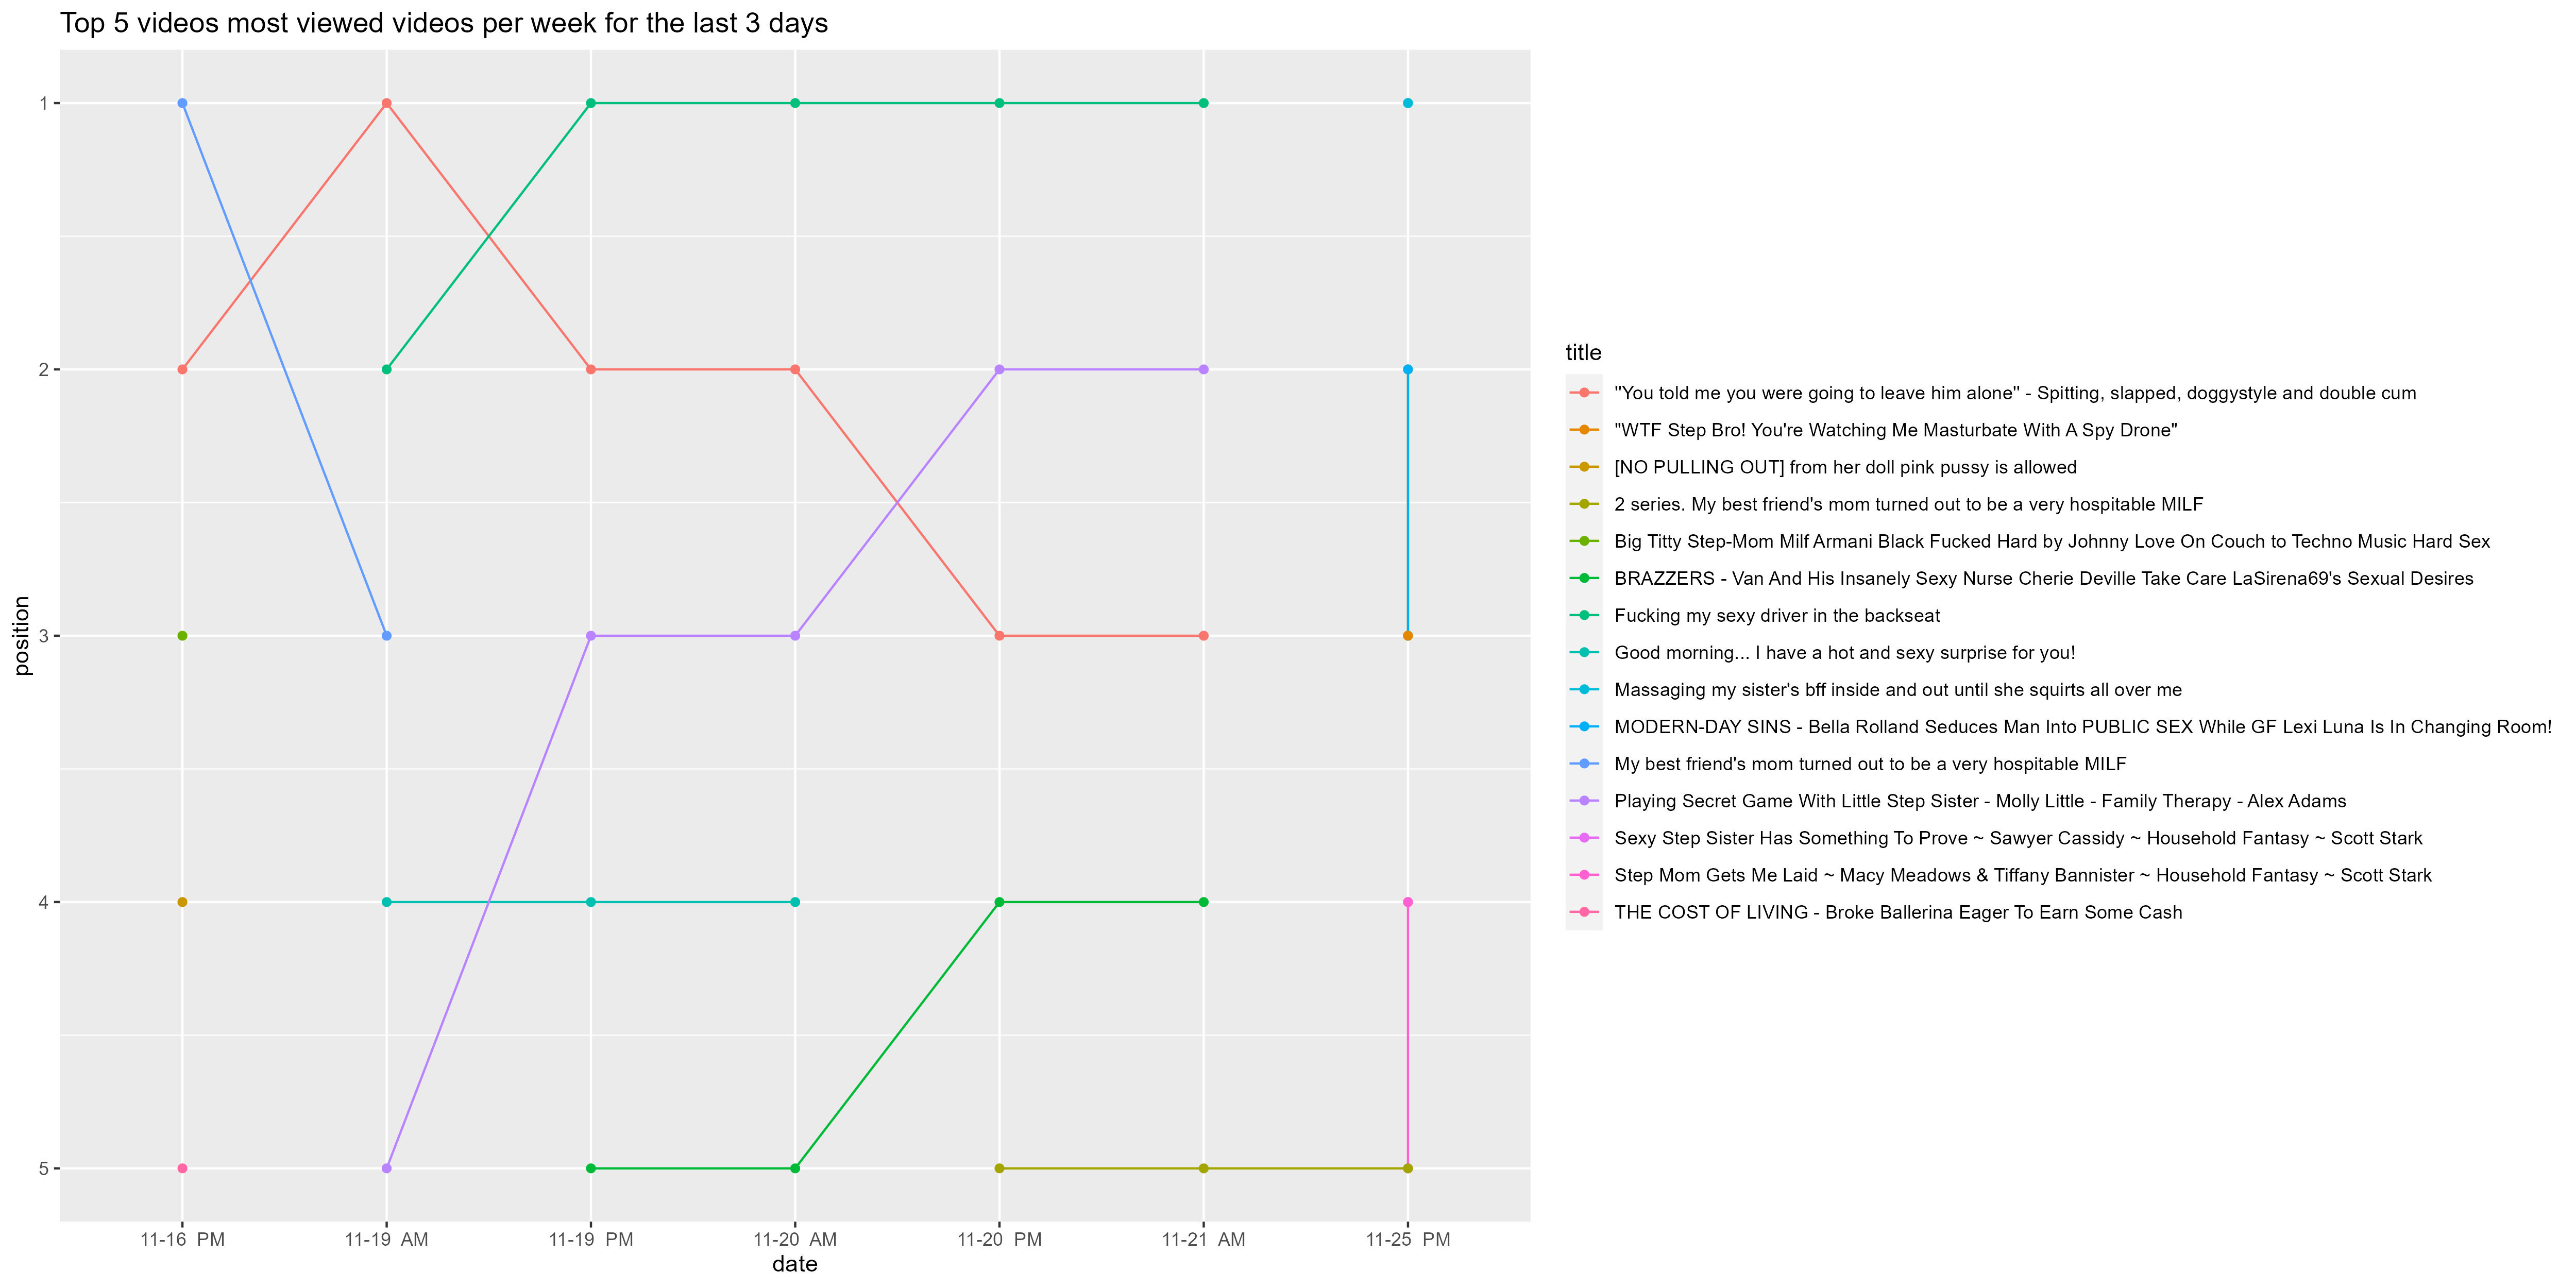 Top 5 videos most viewed videos per week for the last 3 days
position
1
2
3
4
5
11-16 PM
11-19 AM
11-19 PM
11-20 AM
11-20 PM
11-21 AM
11-25 PM
date
title
"You told me you were going to leave him alone" - Spitting, slapped, doggystyle and double cum
"WTF Step Bro! You're Watching Me Masturbate With A Spy Drone"
[NO PULLING OUT] from her doll pink pussy is allowed
2 series. My best friend's mom turned out to be a very hospitable MILF
Big Titty Step-Mom Milf Armani Black Fucked Hard by Johnny Love On Couch to Techno Music Hard Sex
BRAZZERS - Van And His Insanely Sexy Nurse Cherie Deville Take Care LaSirena69's Sexual Desires
Fucking my sexy driver in the backseat
Good morning... I have a hot and sexy surprise for you!
Massaging my sister's bff inside and out until she squirts all over me
MODERN-DAY SINS - Bella Rolland Seduces Man Into PUBLIC SEX While GF Lexi Luna Is In Changing Room!
My best friend's mom turned out to be a very hospitable MILF
Playing Secret Game With Little Step Sister - Molly Little - Family Therapy - Alex Adams
Sexy Step Sister Has Something To Prove ~ Sawyer Cassidy ~ Household Fantasy ~ Scott Stark
Step Mom Gets Me Laid ~ Macy Meadows & Tiffany Bannister ~ Household Fantasy ~ Scott Stark
THE COST OF LIVING - Broke Ballerina Eager To Earn Some Cash